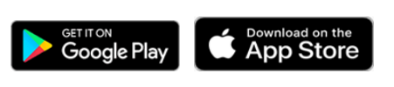 GET IT ON
Google Play
Download on the
App Store